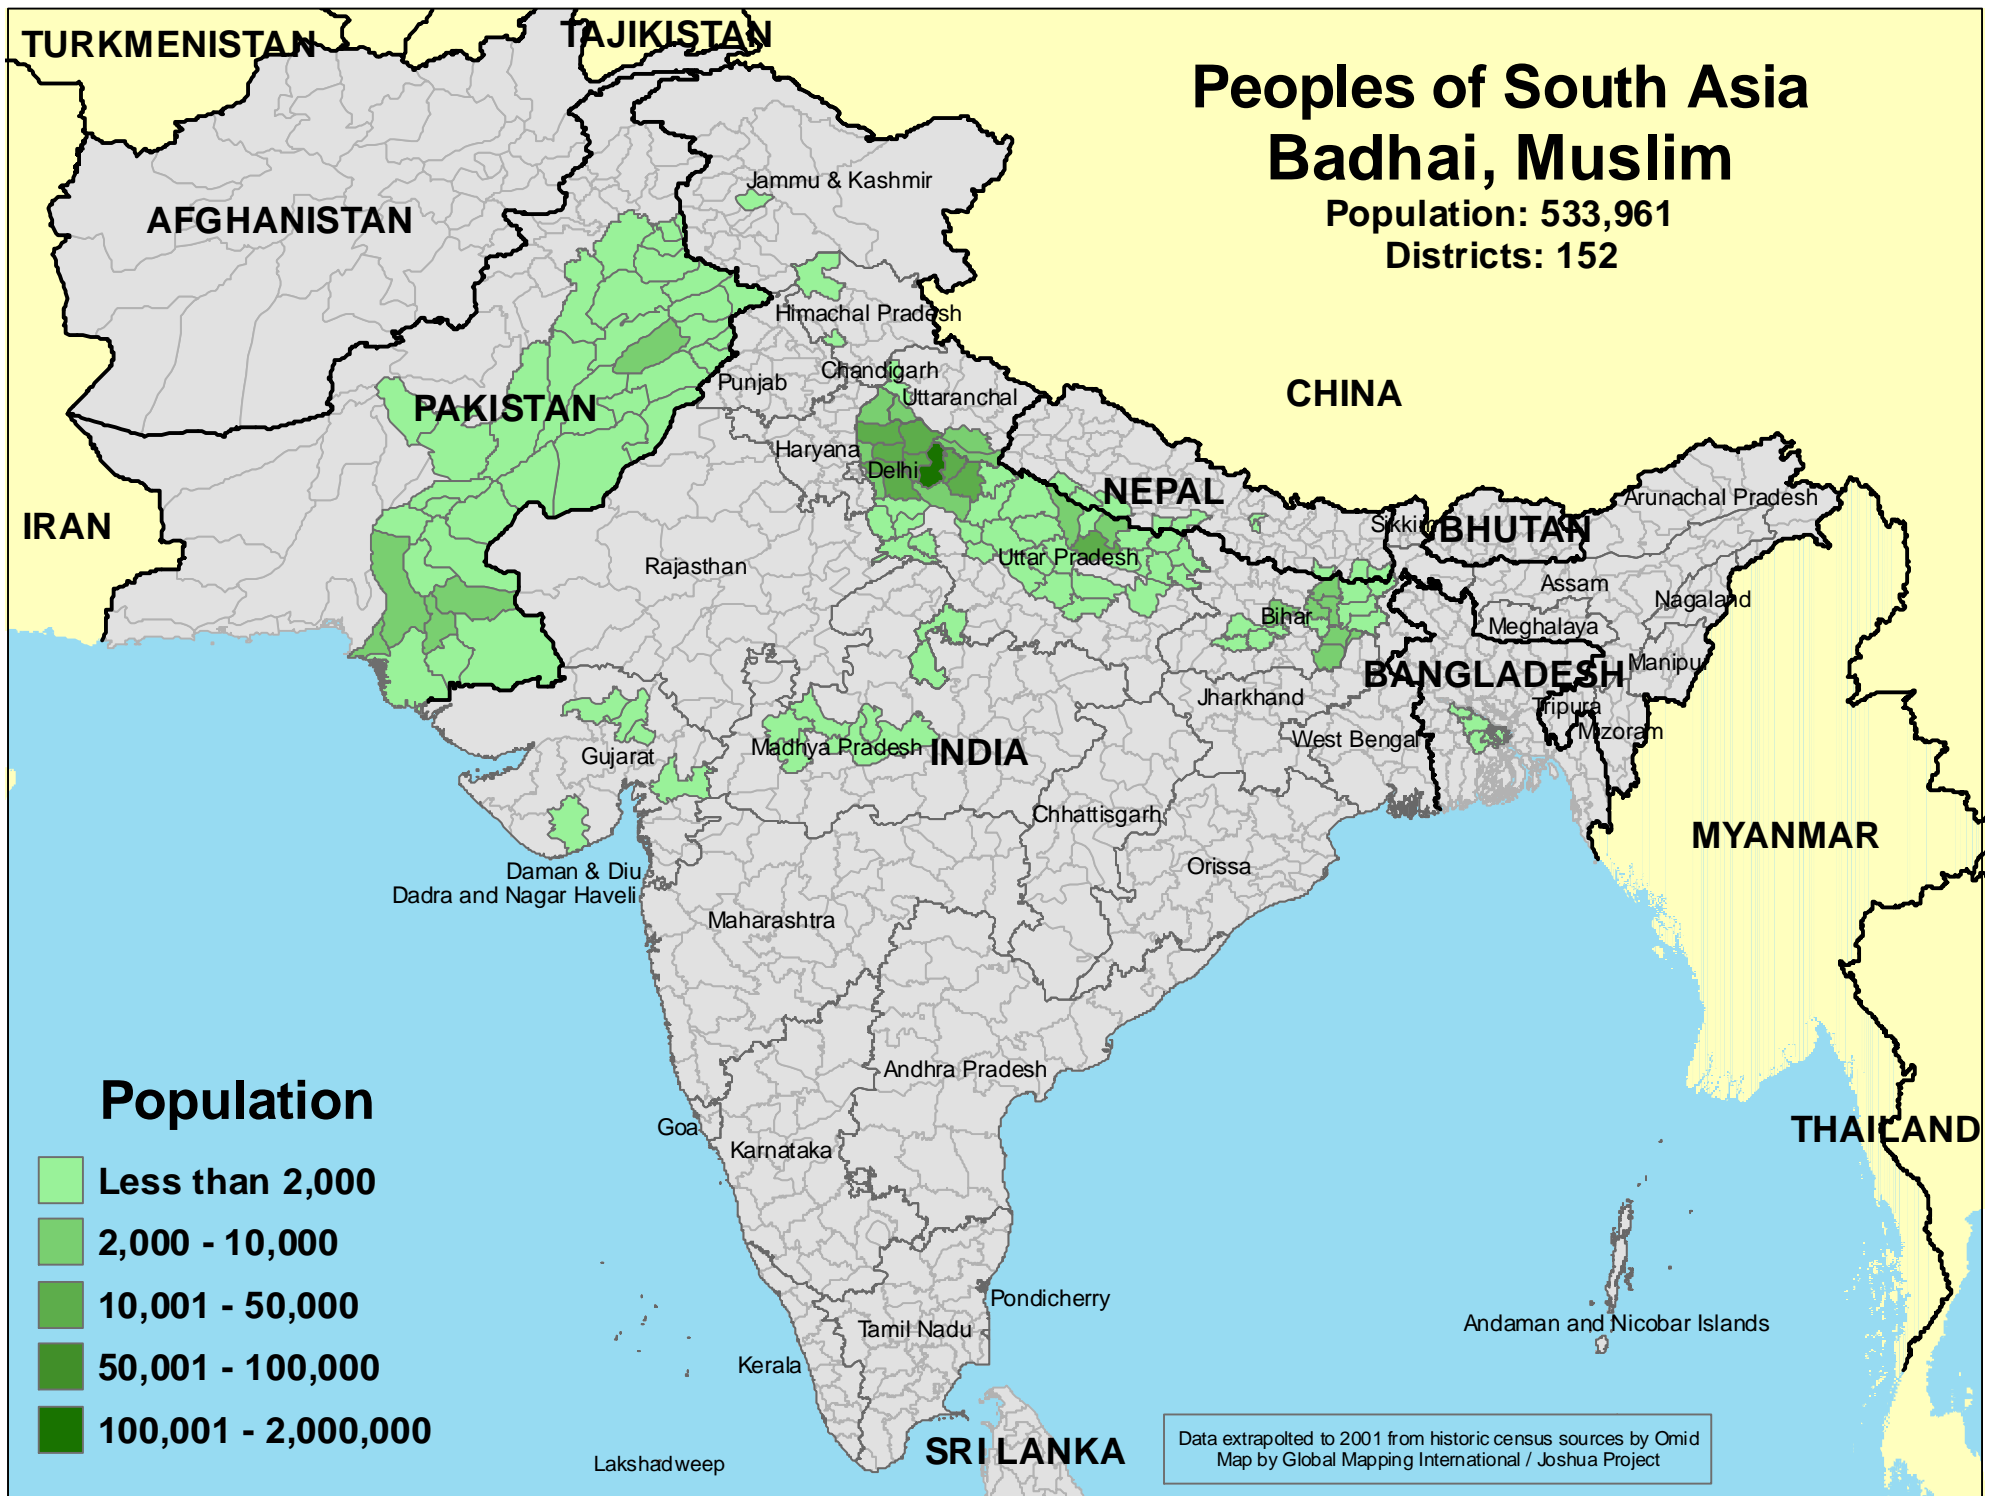 Peoples of South Asia
Badhai, Muslim
Population: 533,961
Districts: 152
TURKMENISTAN
TAJIKISTAN
AFGHANISTAN
Jammu & Kashmir
Himachal Pradesh
Chandigarh
Punjab
Uttaranchal
PAKISTAN
CHINA
Haryana
Delhi
IRAN
NEPAL
Sikkim
BHUTAN
Arunachal Pradesh
Rajasthan
Uttar Pradesh
Assam
Nagaland
Bihar
Meghalaya
Manipur
BANGLADESH
Jharkhand
Tripura
Mizoram
West Bengal
Gujarat
Madhya Pradesh
INDIA
Chhattisgarh
MYANMAR
Orissa
Daman & Diu
Dadra and Nagar Haveli
Maharashtra
Andhra Pradesh
Goa
Karnataka
THAILAND
Pondicherry
Tamil Nadu
Kerala
Andaman and Nicobar Islands
Lakshadweep
SRI LANKA
Population
Less than 2,000
2,000 - 10,000
10,001 - 50,000
50,001 - 100,000
100,001 - 2,000,000
Data extrapolted to 2001 from historic census sources by Omid
Map by Global Mapping International / Joshua Project